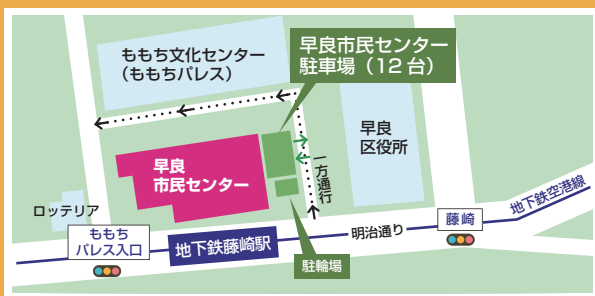 ももち文化センター
（ももちパレス）
早良市民センター
駐車場（12台）
早良
区役所
早良
市民センター
一方通行
ロッテリア
ももち
パレス入口
地下鉄藤崎駅
駐輪場
明治通り
藤崎
地下鉄空港線